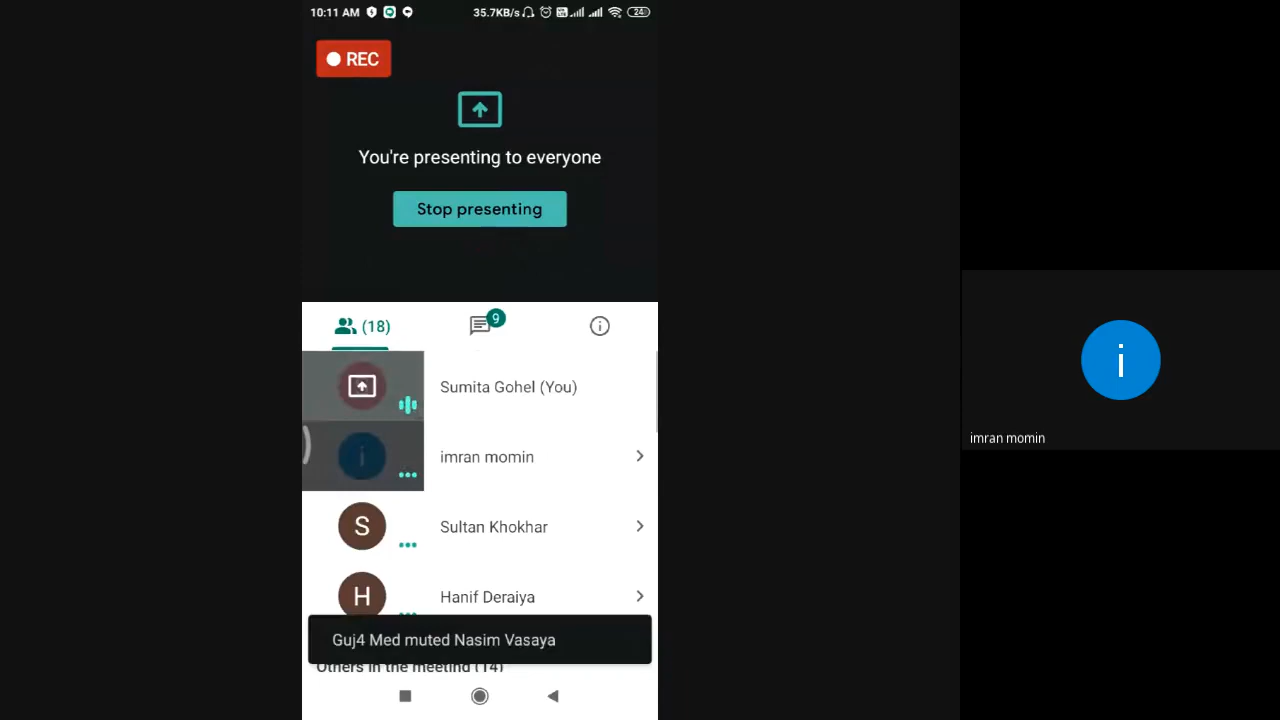 10:11 AM 35.7KB/s 24
REC
You're presenting to everyone
Stop presenting
(18) 9
Sumita Gohel (You)
i imran momin
S Sultan Khokhar
H Hanif Deraiya
Guj4 Med muted Nasim Vasaya
Others in the meeting (14)
i
imran momin